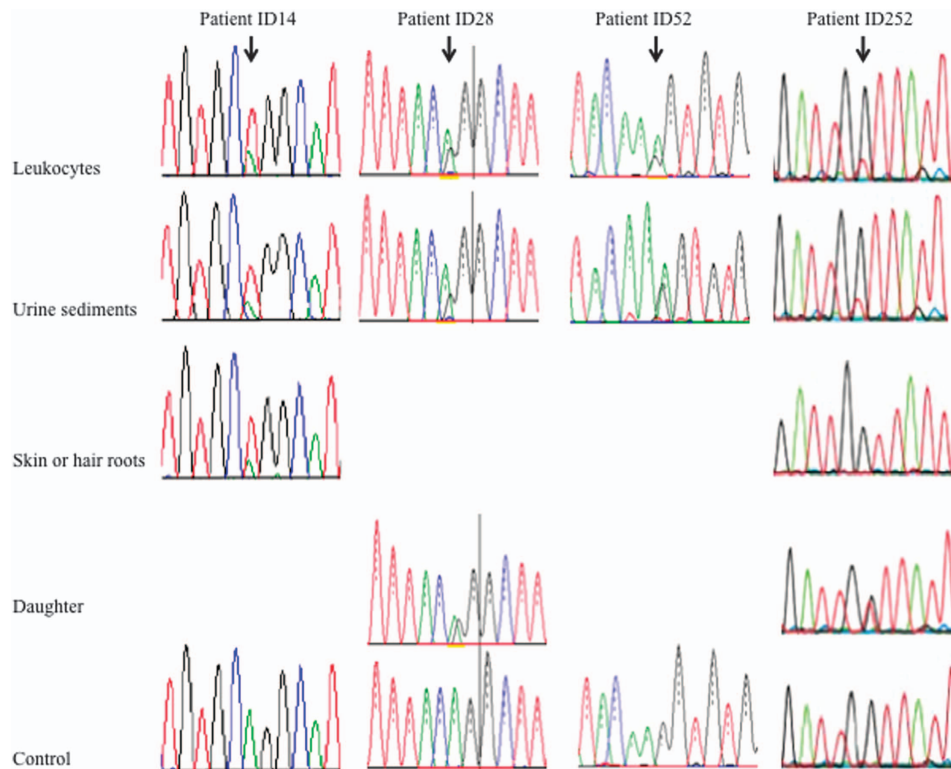 Patient ID14 Patient ID28 Patient ID52 Patient ID252
Leukocytes
Urine sediments
Skin or hair roots
Daughter
Control